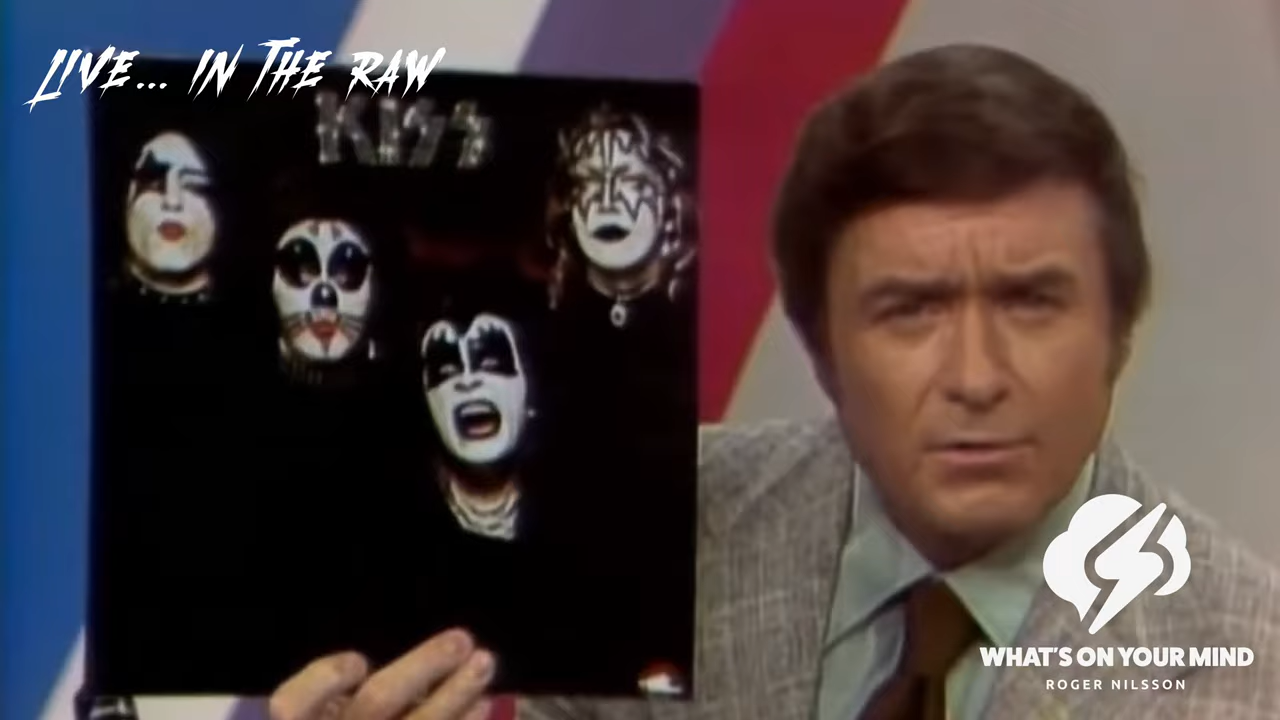 LIVE... IN THE RAW
KISS
WHAT'S ON YOUR MIND
ROGER NILSSON